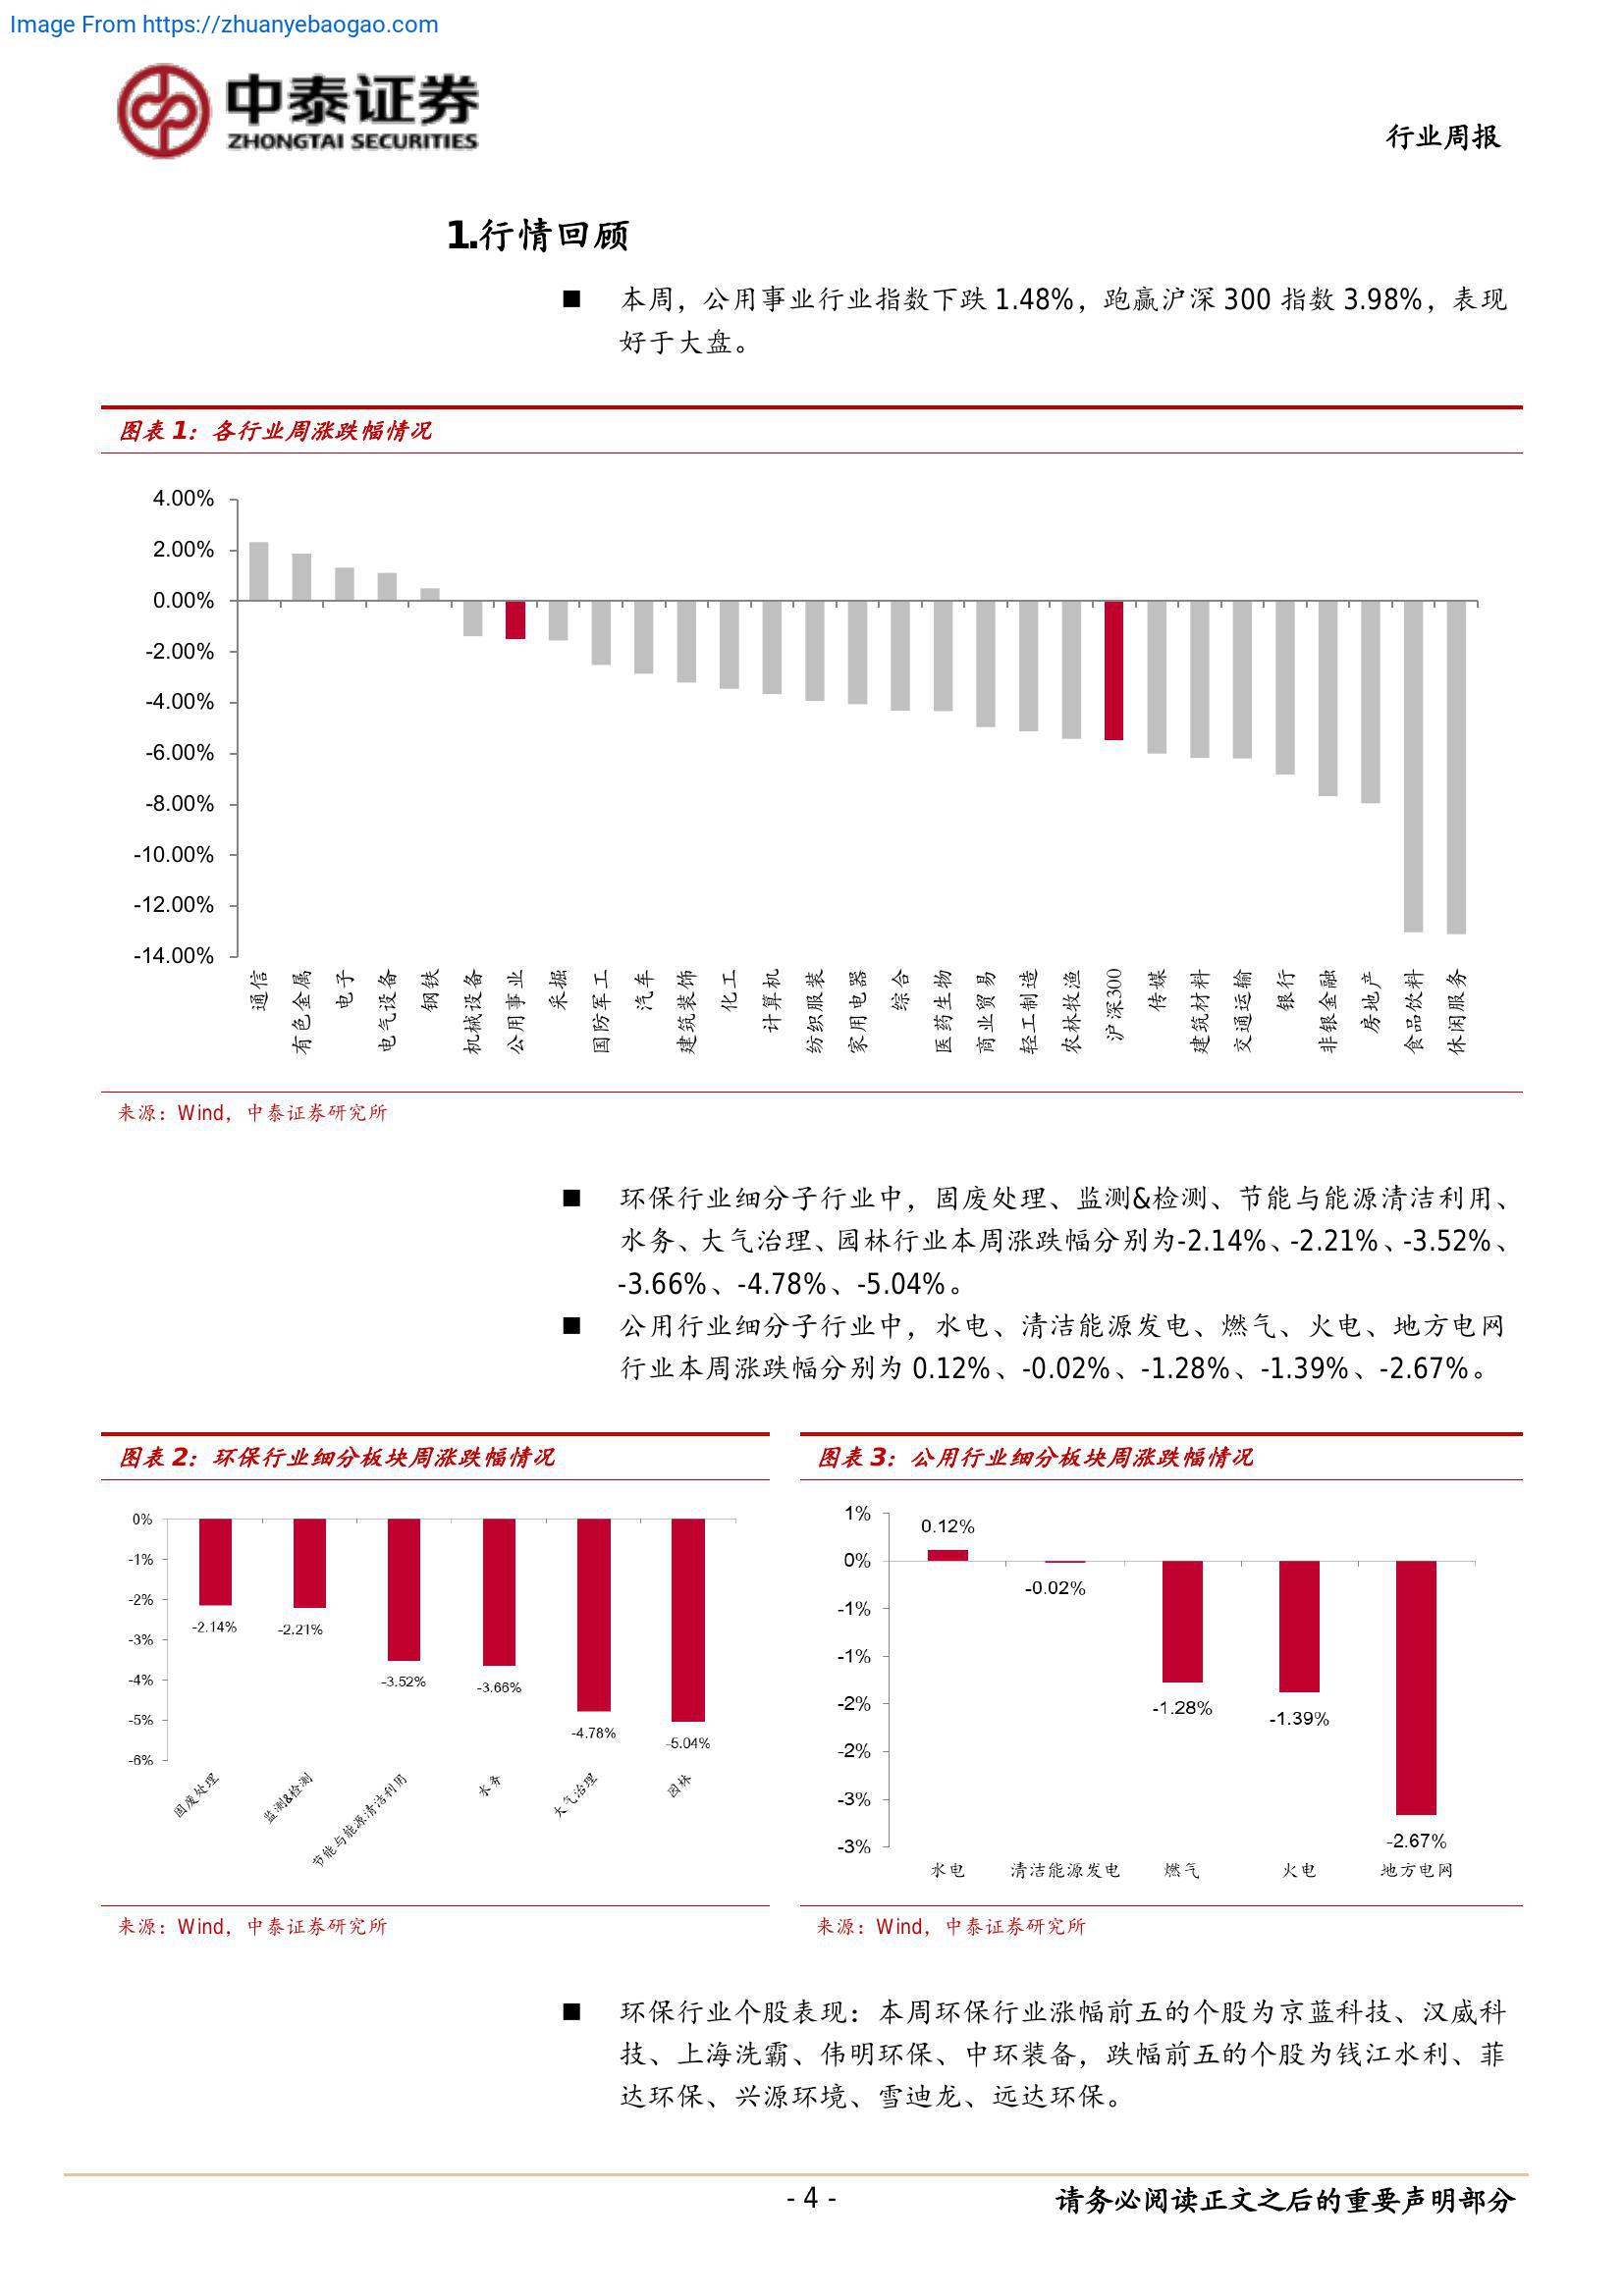 Image From https://zhuanyebaogao.com
中泰证券
ZHONGTAI SECURITIES
行业周报
1.行情回顾
■ 本周，公用事业行业指数下跌 1.48%，跑赢沪深 300 指数 3.98%，表现
好于大盘。
图表 1：各行业周涨跌幅情况
4.00%
2.00%
0.00%
-2.00%
-4.00%
-6.00%
-8.00%
-10.00%
-12.00%
-14.00%
通信
有色金属
电子
电气设备
钢铁
机械设备
公用事业
采掘
国防军工
汽车
建筑装饰
化工
计算机
纺织服装
家用电器
综合
医药生物
商业贸易
轻工制造
农林牧渔
沪深300
传媒
建筑材料
交通运输
银行
非银金融
房地产
食品饮料
休闲服务
来源：Wind，中泰证券研究所
■ 环保行业细分子行业中，固废处理、监测&检测、节能与能源清洁利用、
水务、大气治理、园林行业本周涨跌幅分别为-2.14%、-2.21%、-3.52%、
-3.66%、-4.78%、-5.04%。
■ 公用行业细分子行业中，水电、清洁能源发电、燃气、火电、地方电网
行业本周涨跌幅分别为 0.12%、-0.02%、-1.28%、-1.39%、-2.67%。
图表 2：环保行业细分板块周涨跌幅情况
0%
-1%
-2%
-3%
-4%
-5%
-6%
-2.14%
-2.21%
-3.52%
-3.66%
-4.78%
-5.04%
固废处理
监测&检测
节能与能源清洁利用
水务
大气治理
园林
来源：Wind，中泰证券研究所
图表 3：公用行业细分板块周涨跌幅情况
1%
0%
-1%
-1%
-2%
-2%
-3%
-3%
0.12%
-0.02%
-1.28%
-1.39%
-2.67%
水电
清洁能源发电
燃气
火电
地方电网
来源：Wind，中泰证券研究所
■ 环保行业个股表现：本周环保行业涨幅前五的个股为京蓝科技、汉威科
技、上海洗霸、伟明环保、中环装备，跌幅前五的个股为钱江水利、菲
达环保、兴源环境、雪迪龙、远达环保。
- 4 -
请务必阅读正文之后的重要声明部分